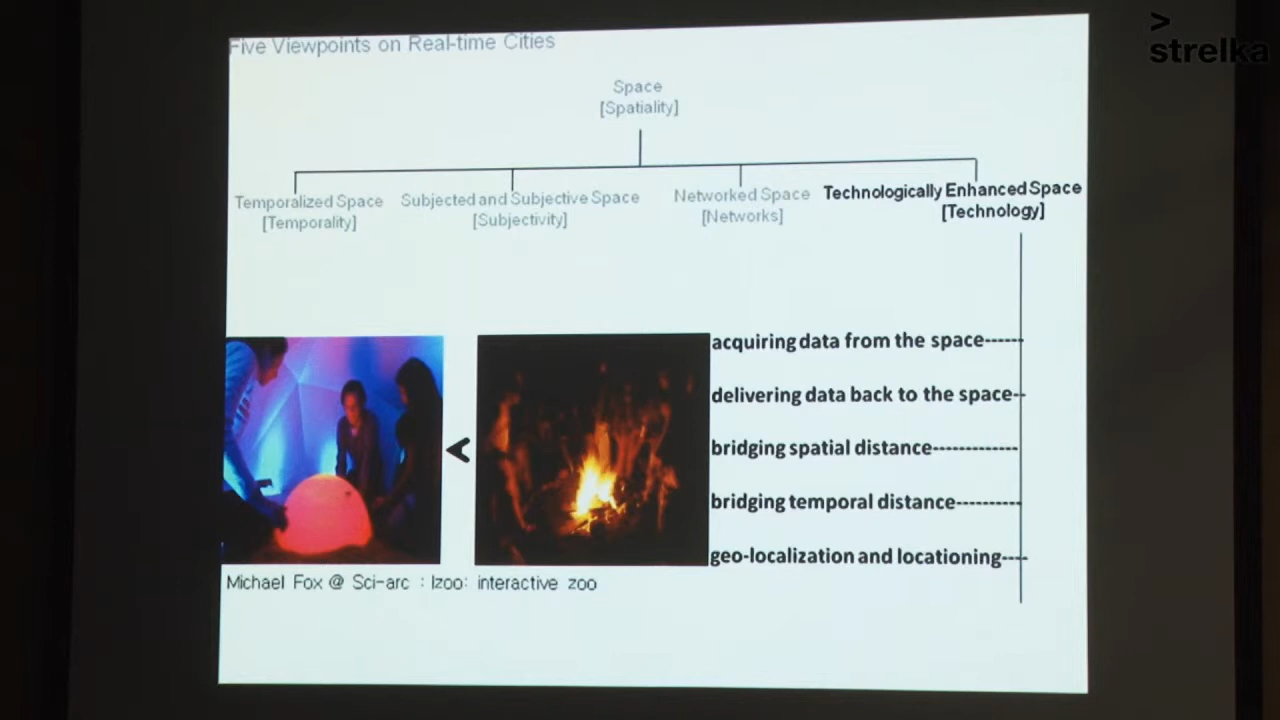 > strelka
Five Viewpoints on Real-time Cities
Space
[Spatiality]
Temporalized Space
[Temporality]
Subjected and Subjective Space
[Subjectivity]
Networked Space
[Networks]
Technologically Enhanced Space
[Technology]
acquiring data from the space
delivering data back to the space
bridging spatial distance
bridging temporal distance
geo-localization and locationing
Michael Fox @ Sci-arc : Izoo: interactive zoo